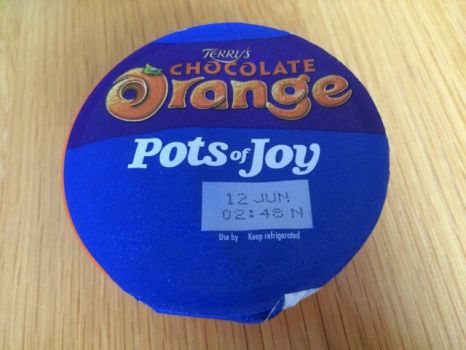 TERRY'S
CHOCOLATE
Orange
Pots of Joy
12 JUN
02:48 N
Use by Keep refrigerated